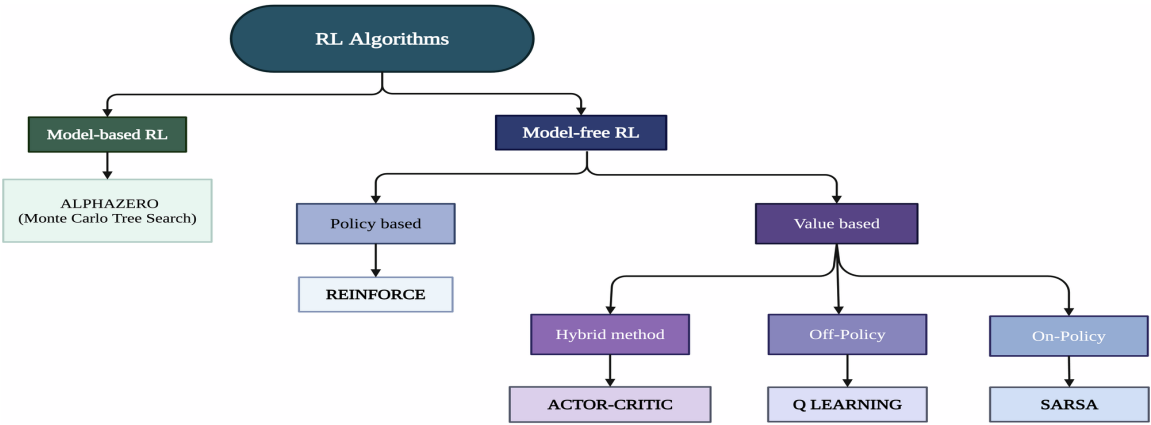 RL Algorithms
Model-based RL
Model-free RL
ALPHAZERO
(Monte Carlo Tree Search)
Policy based
Value based
REINFORCE
Hybrid method
Off-Policy
On-Policy
ACTOR-CRITIC
Q LEARNING
SARSA